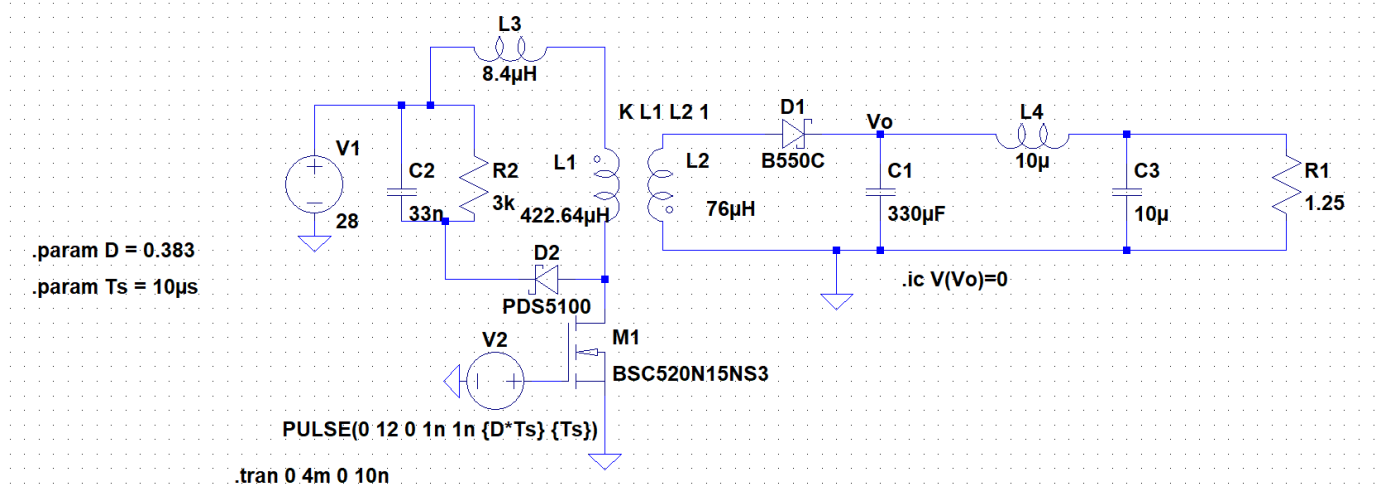 L3
8.4µH
K L1 L2 1
D1
B550C
Vo
L4
10µ
V1
28
C2
33n
R2
3k
L1
422.64µH
L2
76µH
C1
330µF
C3
10µ
R1
1.25
.param D = 0.383
.param Ts = 10µs
D2
PDS5100
.ic V(Vo)=0
V2
M1
BSC520N15NS3
PULSE(0 12 0 1n 1n {D*Ts} {Ts})
.tran 0 4m 0 10n